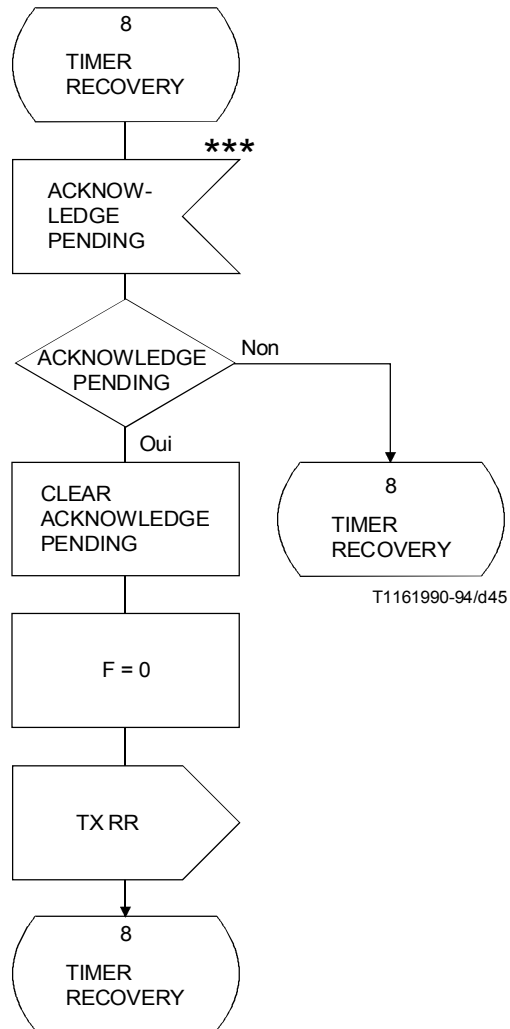 8
TIMER
RECOVERY
***
ACKNOW-
LEDGE
PENDING
ACKNOWLEDGE
PENDING
Non
Oui
CLEAR
ACKNOWLEDGE
PENDING
8
TIMER
RECOVERY
T1161990-94/d45
F = 0
TX RR
8
TIMER
RECOVERY